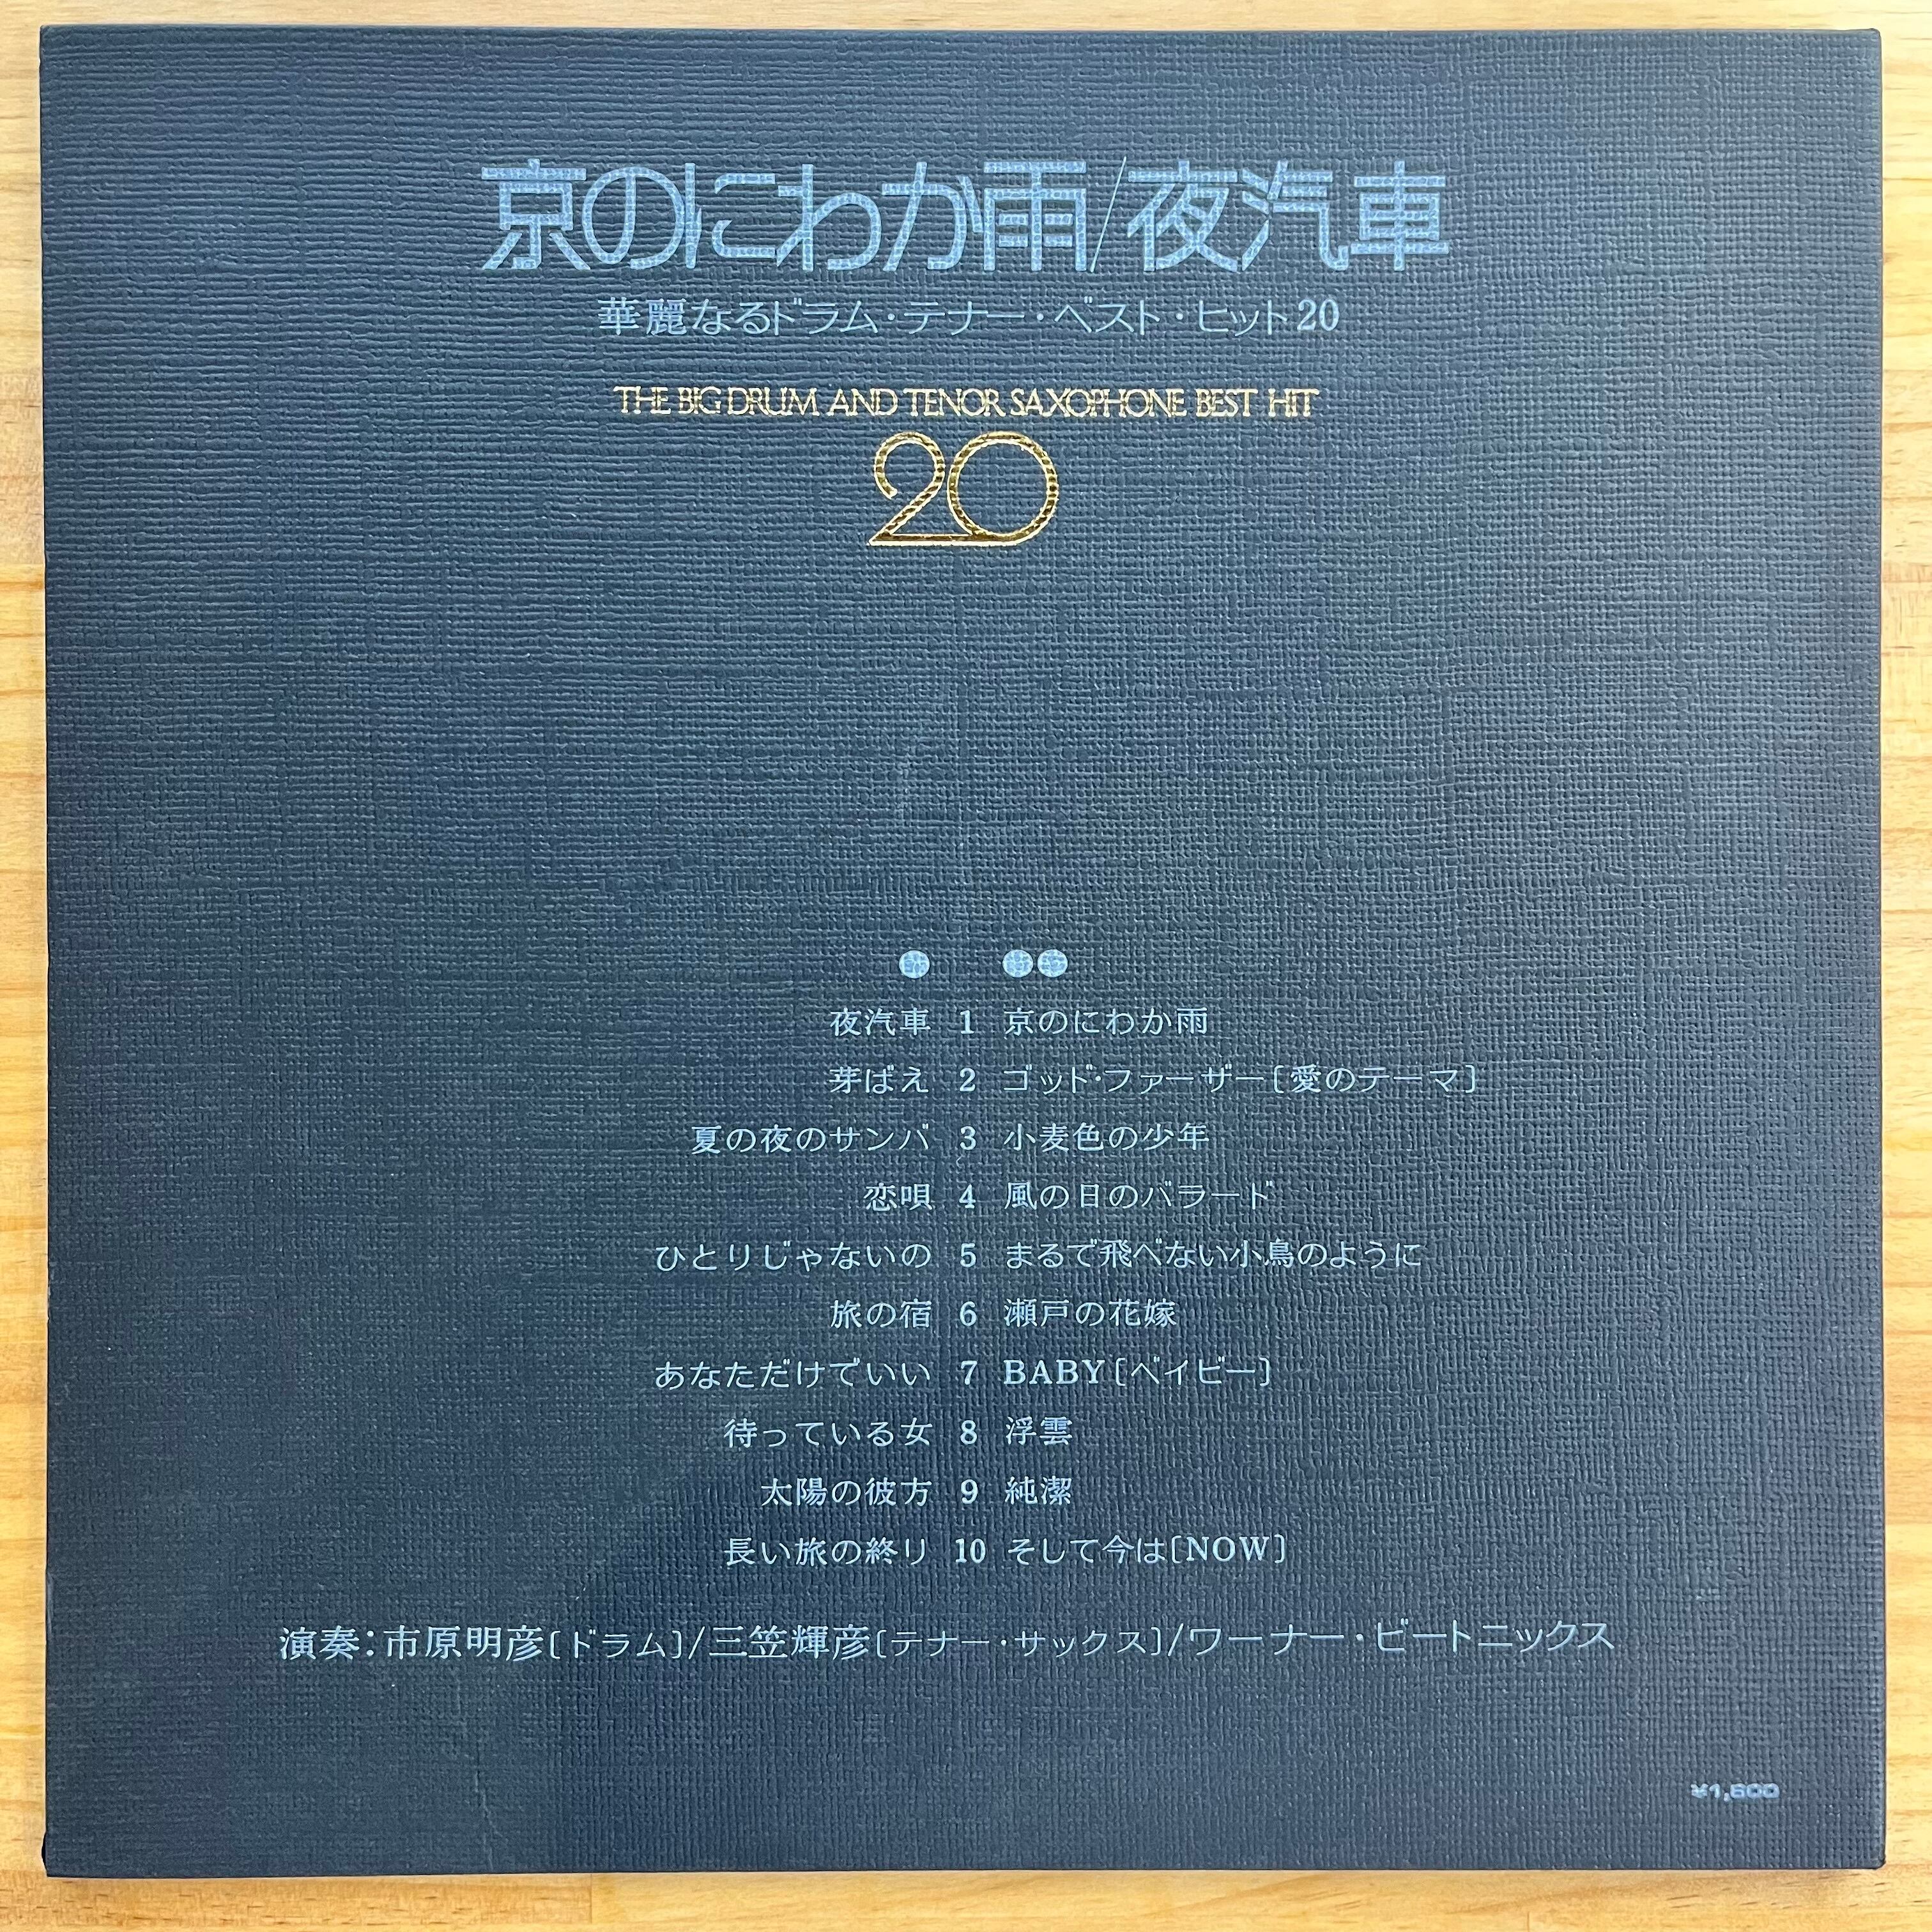 京のにわか雨/夜汽車
華麗なるドラム・テナー・ベスト・ヒット20
THE BIG DRUM AND TENOR SAXOPHONE BEST HIT
20
夜汽車 1 京のにわか雨
芽ばえ 2 ゴッド・ファーザー〔愛のテーマ〕
夏の夜のサンバ 3 小麦色の少年
恋唄 4 風の日のバラード
ひとりじゃないの 5 まるで飛べない小鳥のように
旅の宿 6 瀬戸の花嫁
あなただけでいい 7 BABY〔ベイビー〕
待っている女 8 浮雲
太陽の彼方 9 純潔
長い旅の終り 10 そして今は〔NOW〕
演奏:市原明彦〔ドラム〕/三笠輝彦〔テナー・サックス〕/ワーナー・ビートニックス